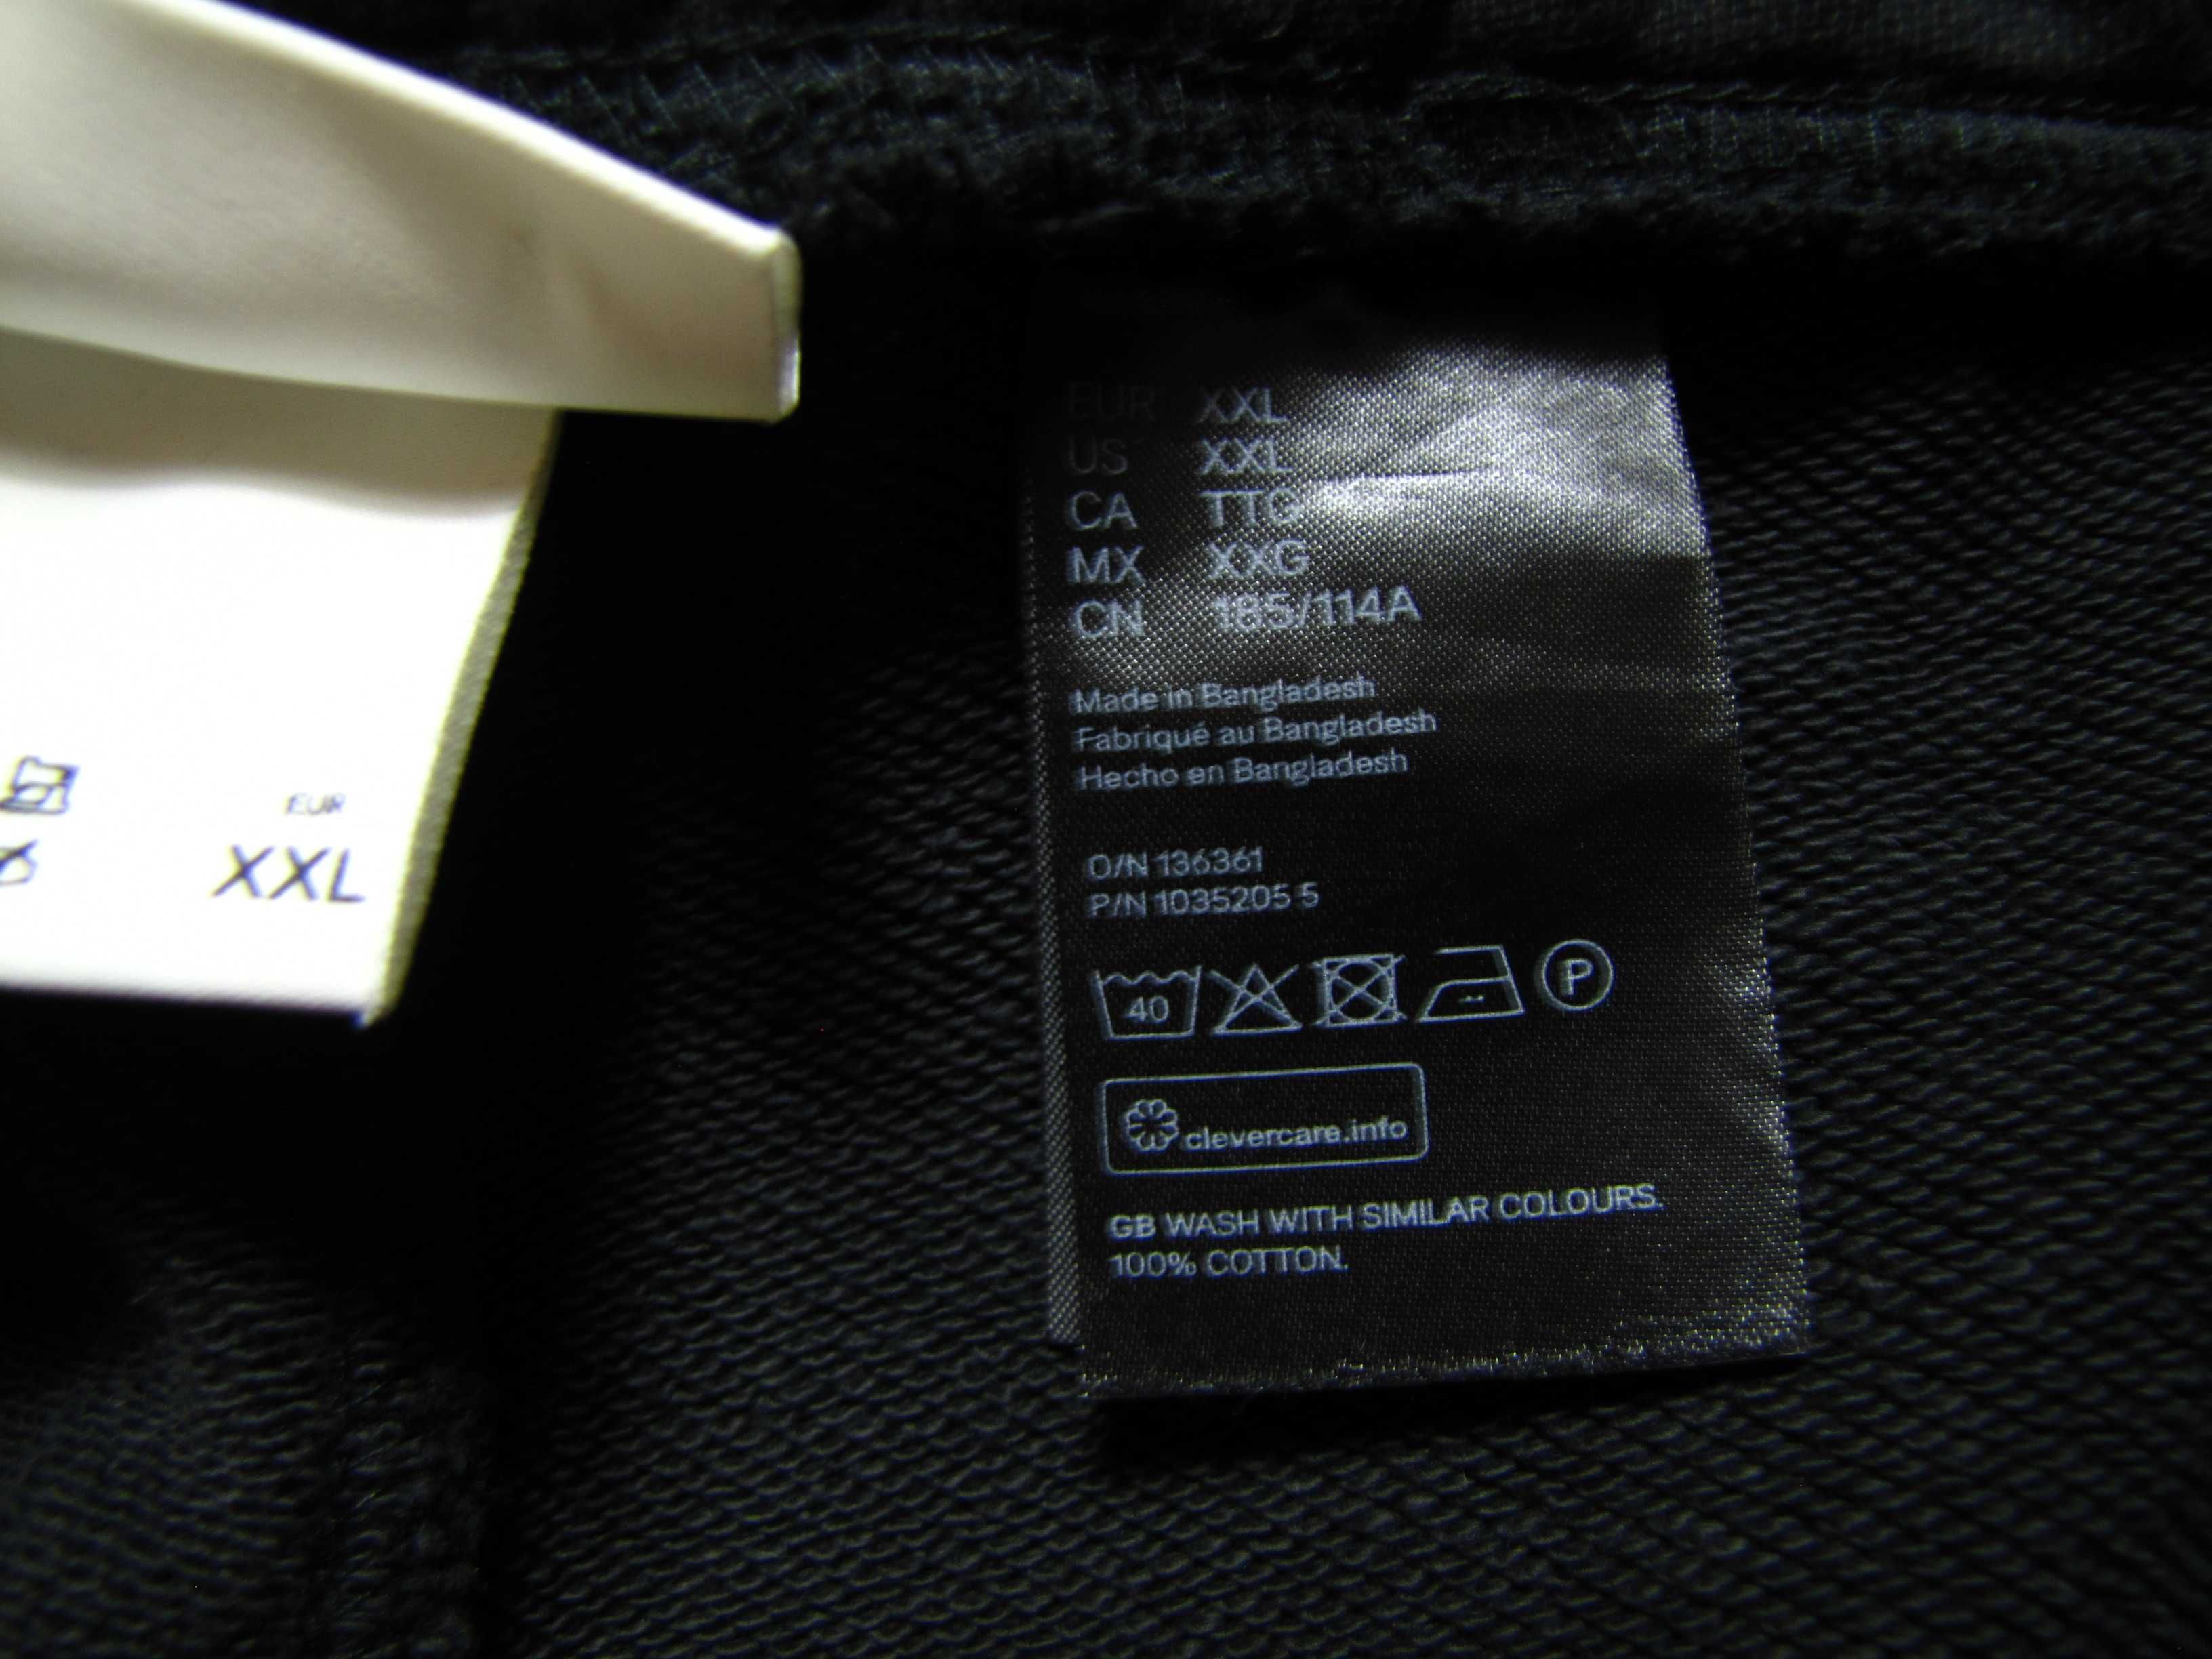 EUR XXL
US XXL
CA TTG
MX XXG
CN 185/114A
Made in Bangladesh
Fabriqué au Bangladesh
Hecho en Bangladesh
O/N 136361
P/N 1035205 5
40
P
clevercare.info
GB WASH WITH SIMILAR COLOURS.
100% COTTON.
EUR
XXL